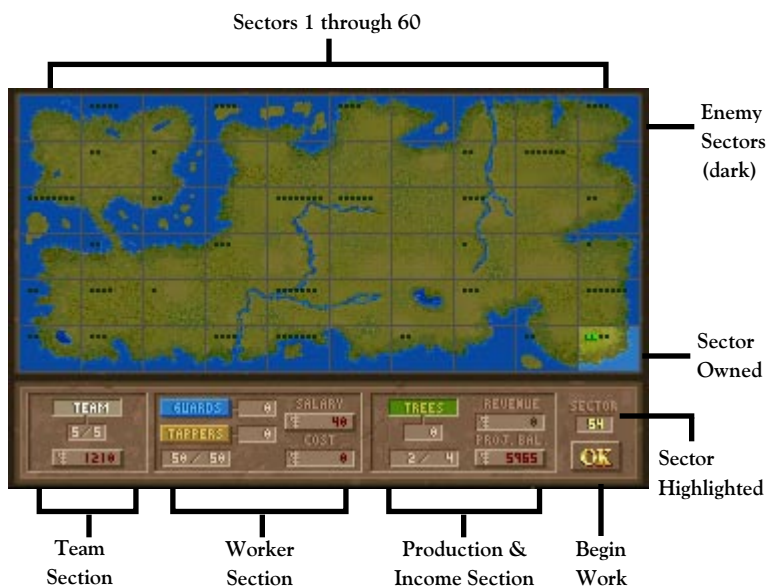 Sectors 1 through 60
Enemy
Sectors
(dark)
Sector
Owned
TEAM
5/5
1210
GUARDS 0
TAPPERS 0
50/50
SALARY
40
COST
0
TREES
0
2/ 4
REVENUE
0
PROJ.BAL.
5965
SECTOR
54
OK
Sector
Highlighted
Team
Section
Worker
Section
Production &
Income Section
Begin
Work